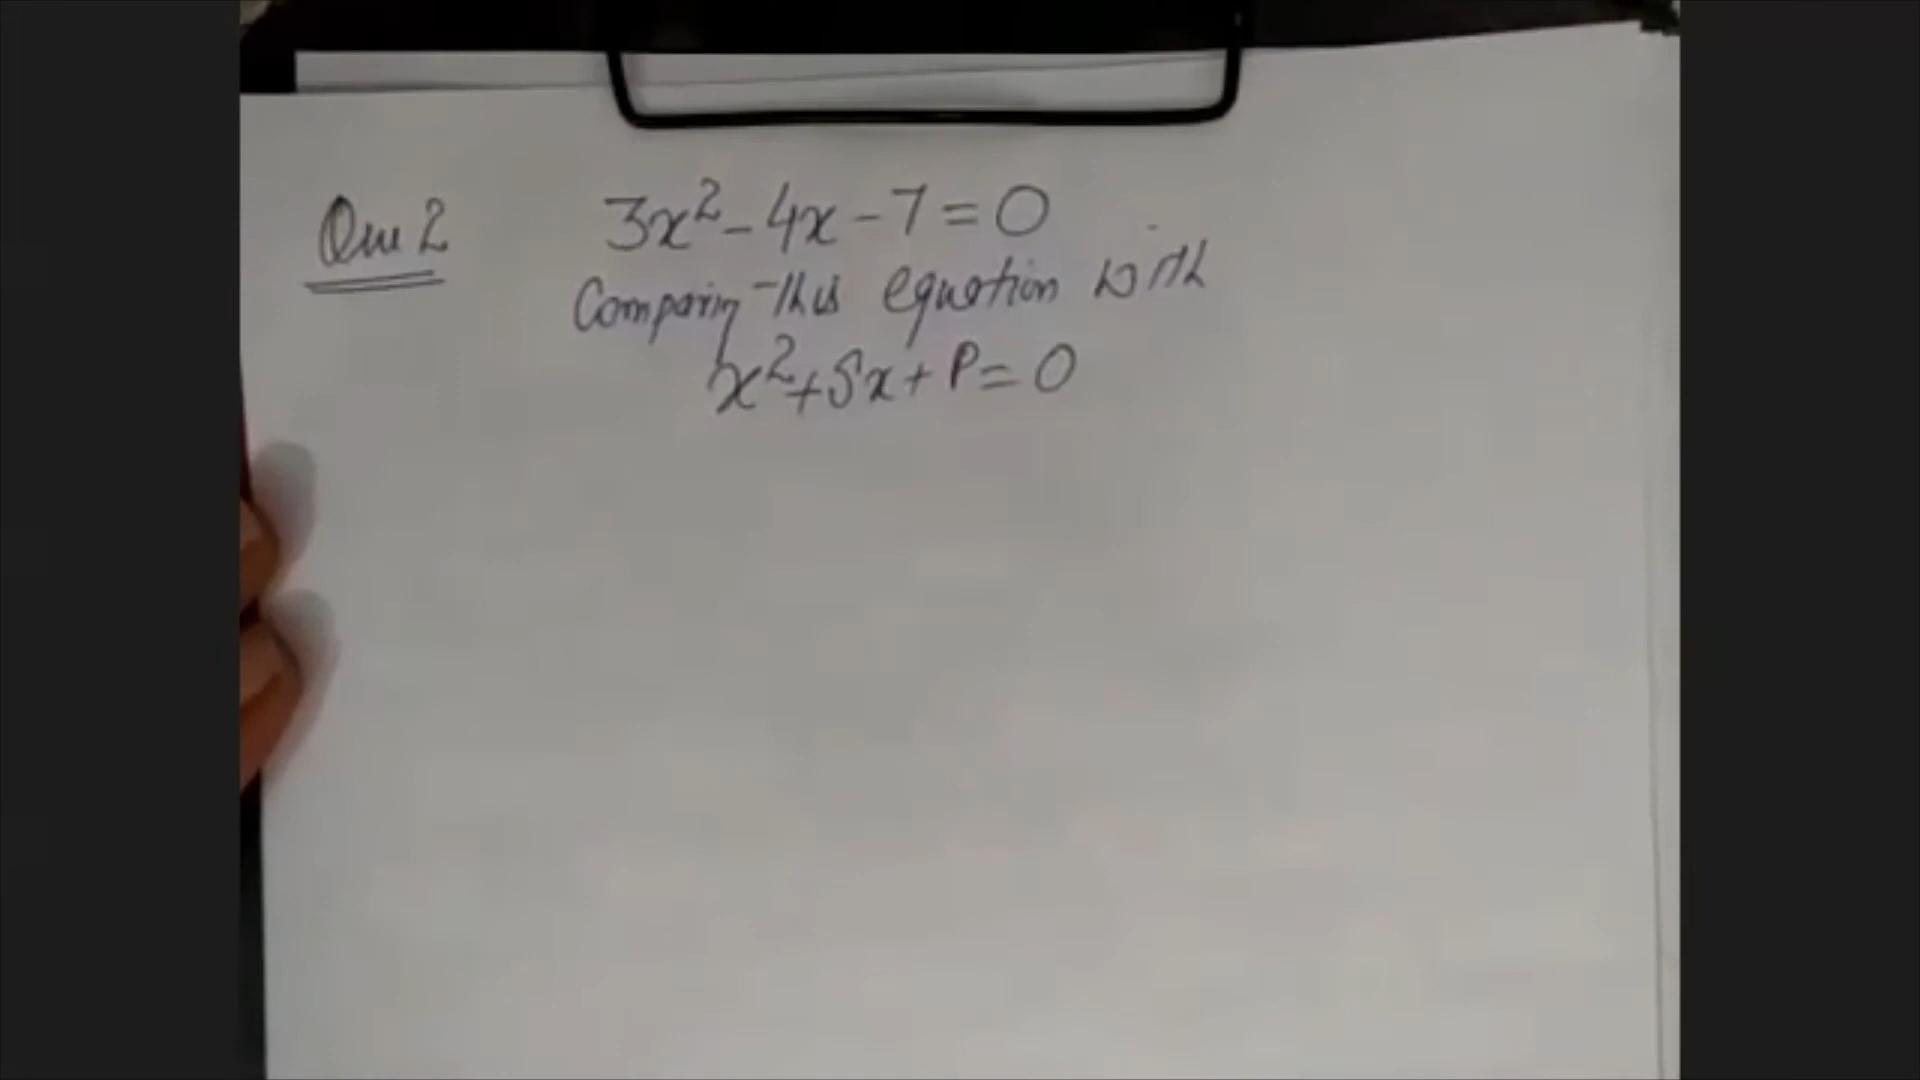 Que 2 3x² - 4x - 7 = 0
Comparing this equation with
x² + Sx + P = 0